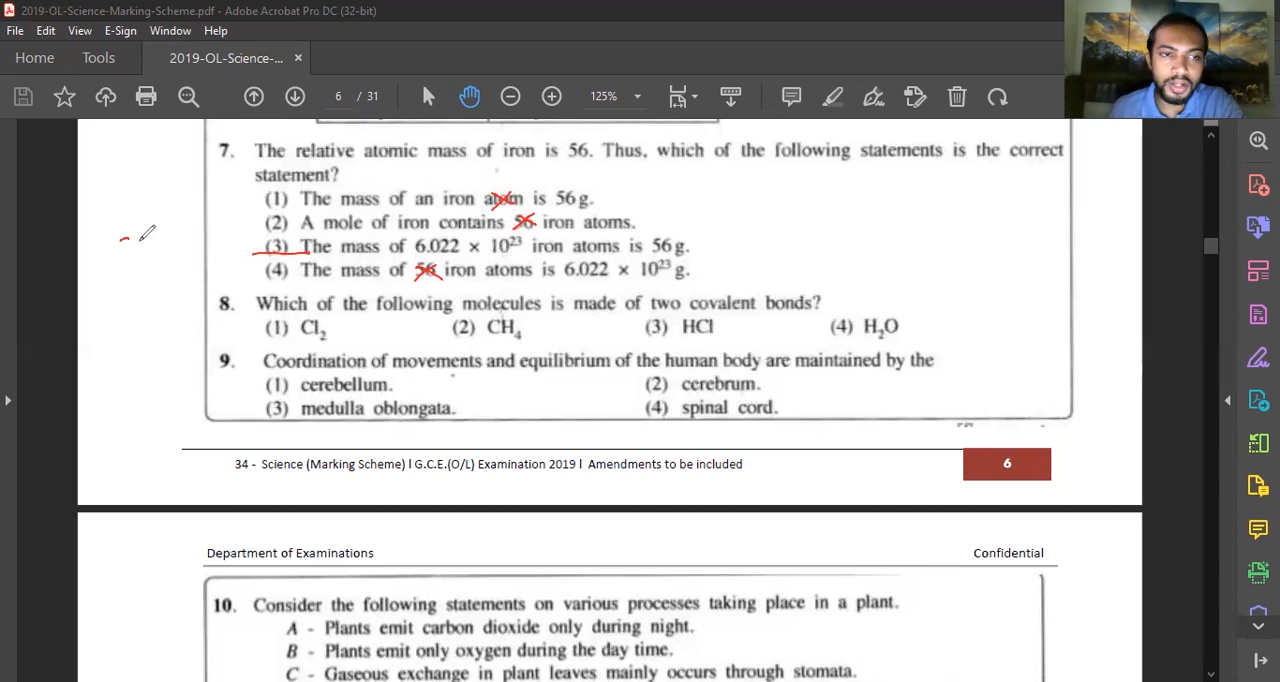 2019-OL-Science-Marking-Scheme.pdf - Adobe Acrobat Pro DC (32-bit)
File Edit View E-Sign Window Help
Home Tools 2019-OL-Science-... ×
6 / 31 125%
7. The relative atomic mass of iron is 56. Thus, which of the following statements is the correct
statement?
(1) The mass of an iron atom is 56 g.
(2) A mole of iron contains 56 iron atoms.
(3) The mass of 6.022 × 10²³ iron atoms is 56 g.
(4) The mass of 56 iron atoms is 6.022 × 10²³ g.
8. Which of the following molecules is made of two covalent bonds?
(1) Cl₂ (2) CH₄ (3) HCl (4) H₂O
9. Coordination of movements and equilibrium of the human body are maintained by the
(1) cerebellum. (2) cerebrum.
(3) medulla oblongata. (4) spinal cord.
34 - Science (Marking Scheme) I G.C.E.(O/L) Examination 2019 I Amendments to be included 6
Department of Examinations Confidential
10. Consider the following statements on various processes taking place in a plant.
A - Plants emit carbon dioxide only during night.
B - Plants emit only oxygen during the day time.
C - Gaseous exchange in plant leaves mainly occurs through stomata.